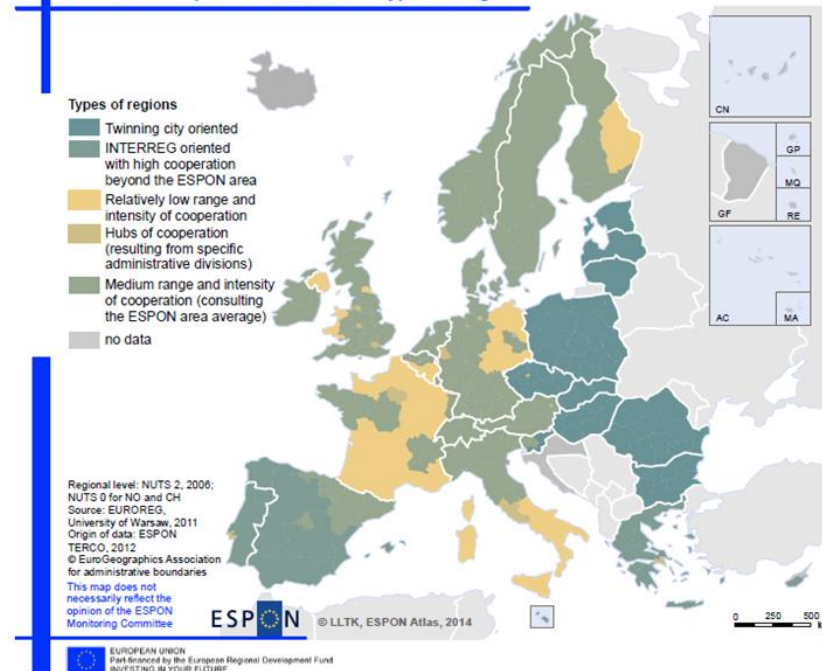 Types of regions
Twinning city oriented
INTERREG oriented
with high cooperation
beyond the ESPON area
Relatively low range and
intensity of cooperation
Hubs of cooperation
(resulting from specific
administrative divisions)
Medium range and intensity
of cooperation (consulting
the ESPON area average)
no data
CN
GP
MQ
GF
RE
AC
MA
Regional level: NUTS 2, 2006;
NUTS 0 for NO and CH
Source: EUROREG,
University of Warsaw, 2011
Origin of data: ESPON
TERCO, 2012
© EuroGeographics Association
for administrative boundaries
This map does not
necessarily reflect the
opinion of the ESPON
Monitoring Committee
ESPON
© LLTK, ESPON Atlas, 2014
0 250 500
EUROPEAN UNION
Part-financed by the European Regional Development Fund
INVESTING IN YOUR FUTURE